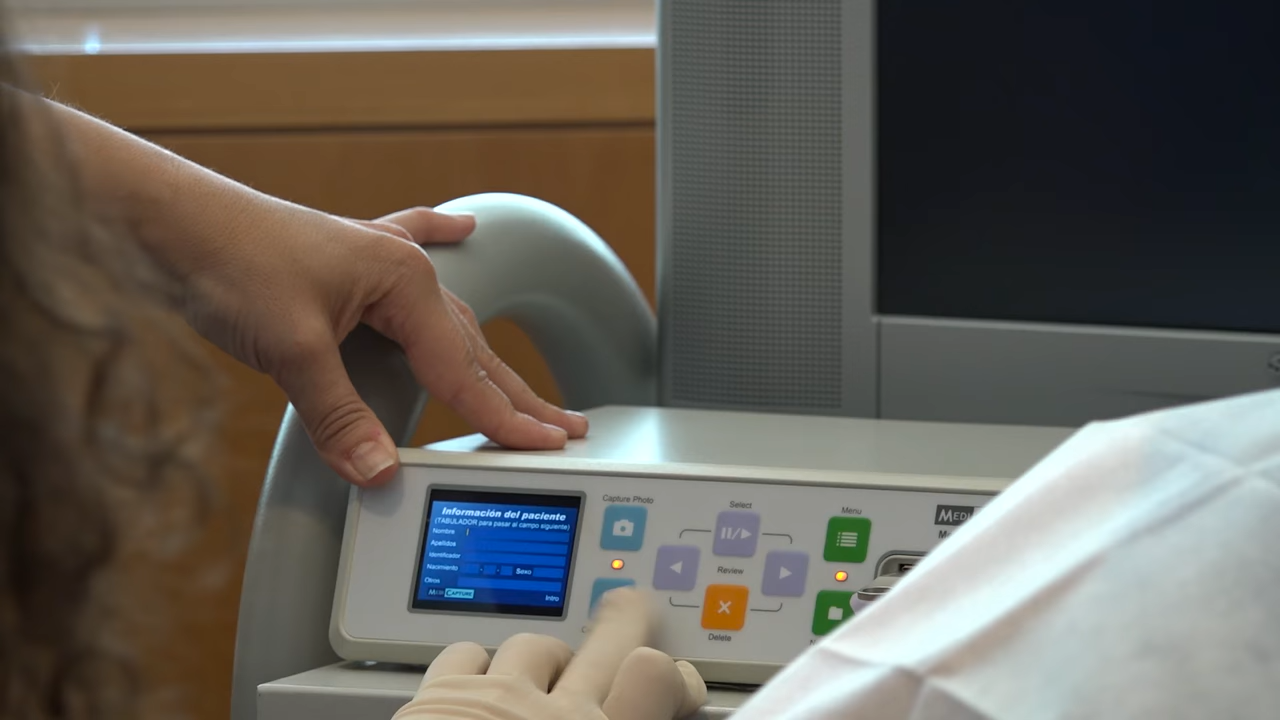 Información del paciente
(TABULADOR para pasar al campo siguiente)
Nombre
Apellidos
Identificador
Nacimiento - - Sexo
Otros
MEDICAPTURE Intro
Capture Photo
Select
Review
Delete
Menu